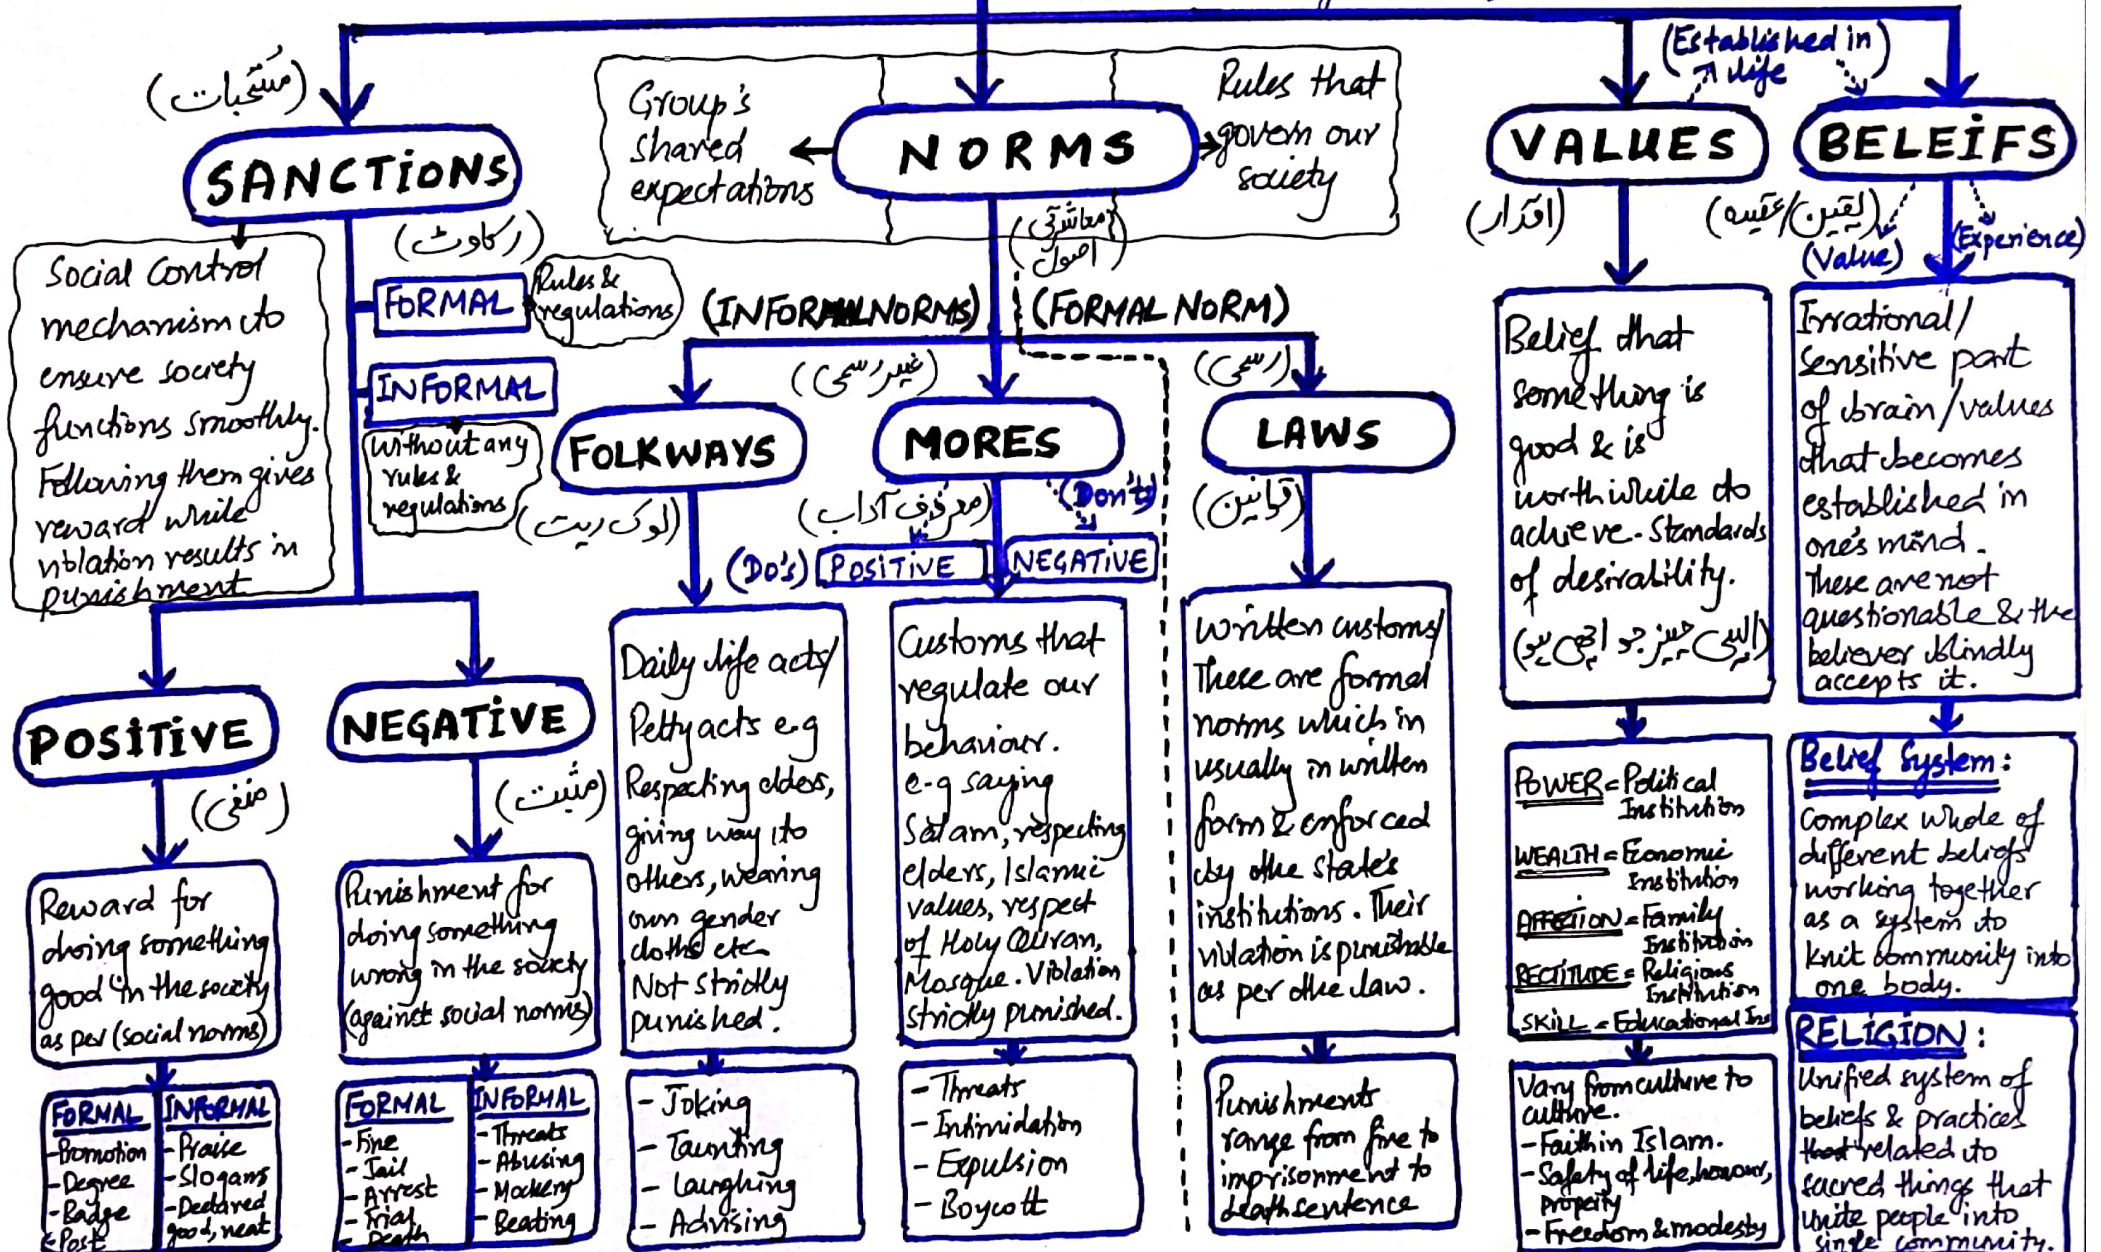 SANCTIONS
(رکاوٹ)
Social Control
mechanism to
ensure society
functions smoothly.
Following them gives
reward while
violation results in
punishment
FORMAL
Rules &
regulations
INFORMAL
Without any
rules &
regulations
POSITIVE
(منفی)
Reward for
doing something
good in the society
as per (social norms)
FORMAL
- Promotion
- Degree
- Badge
- Post
INFORMAL
- Praise
- Slogans
- Declared
good, neat
NEGATIVE
(مثبت)
Punishment for
doing something
wrong in the society
(against social norms)
FORMAL
- Fine
- Jail
- Arrest
- Trial
- Death
INFORMAL
- Threats
- Abusing
- Mockery
- Beating
NORMS
Group's
shared
expectations
Rules that
govern our
society
(معاشرتی
اصول)
(INFORMAL NORMS)
(غیر رسمی)
(FORMAL NORM)
(رسمی)
FOLKWAYS
(لوک ریت)
Daily life acts/
Petty acts e.g
Respecting elders,
giving way to
others, wearing
own gender
cloths etc
Not strictly
punished.
- Joking
- Taunting
- Laughing
- Advising
MORES
آداب)
(Do's) POSITIVE
(Don'ts)
NEGATIVE
Customs that
regulate our
behaviour.
e-g saying
Salam, respecting
elders, Islamic
values, respect
of Holy Quran,
Mosque. Violation
strictly punished.
- Threats
- Intimidation
- Expulsion
- Boycott
LAWS
(قوانین)
Written customs/
These are formal
norms which in
usually in written
form & enforced
by the state's
institutions. Their
violation is punishable
as per the law.
Punishments
range from fine to
imprisonment to
death sentence
VALUES
(اقدار)
Belief that
something is
good & is
worthwhile to
achieve. Standards
of desirability.
(ایسی چیز جو اچھی ہو)
POWER = Political
Institution
WEALTH = Economic
Institution
AFFECTION = Family
Institution
RECTITUDE = Religious
Institution
SKILL = Educational Ins
Vary from culture to
culture.
- Faith in Islam.
- Safety of life, honour,
property
- Freedom & modesty
(Established in
life)
BELEIFS
(یقین/عقیدہ)
(Value)
(Experience)
Irrational/
Sensitive part
of brain/values
that becomes
established in
one's mind.
These are not
questionable & the
believer blindly
accepts it.
Belief System:
Complex whole of
different beliefs
working together
as a system to
knit community into
one body.
RELIGION:
Unified system of
beliefs & practices
that related to
sacred things that
unite people into
single community.